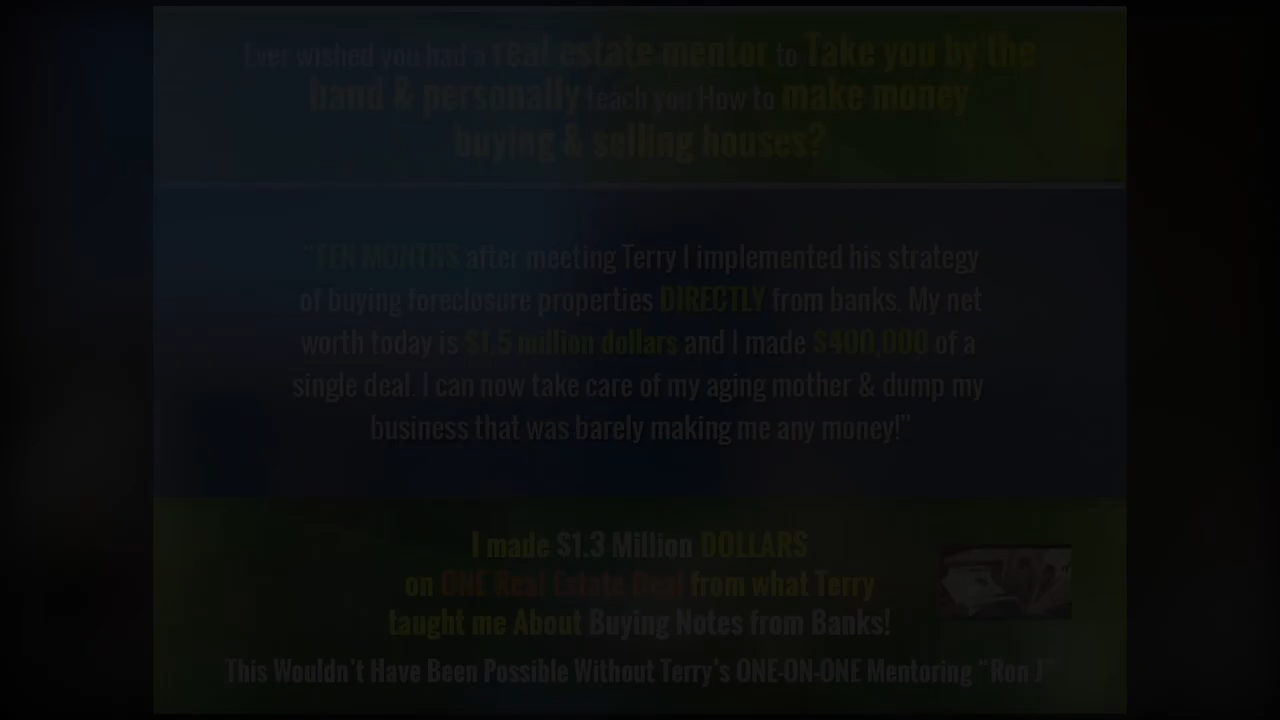 Ever wished you had a real estate mentor to Take you by the
hand & personally teach you How to make money
buying & selling houses?
“TEN MONTHS after meeting Terry I implemented his strategy
of buying foreclosure properties DIRECTLY from banks. My net
worth today is $1.5 million dollars and I made $400,000 of a
single deal. I can now take care of my aging mother & dump my
business that was barely making me any money!”
I made $1.3 Million DOLLARS
on ONE Real Estate Deal from what Terry
taught me About Buying Notes from Banks!
This Wouldn’t Have Been Possible Without Terry’s ONE-ON-ONE Mentoring “Ron J”